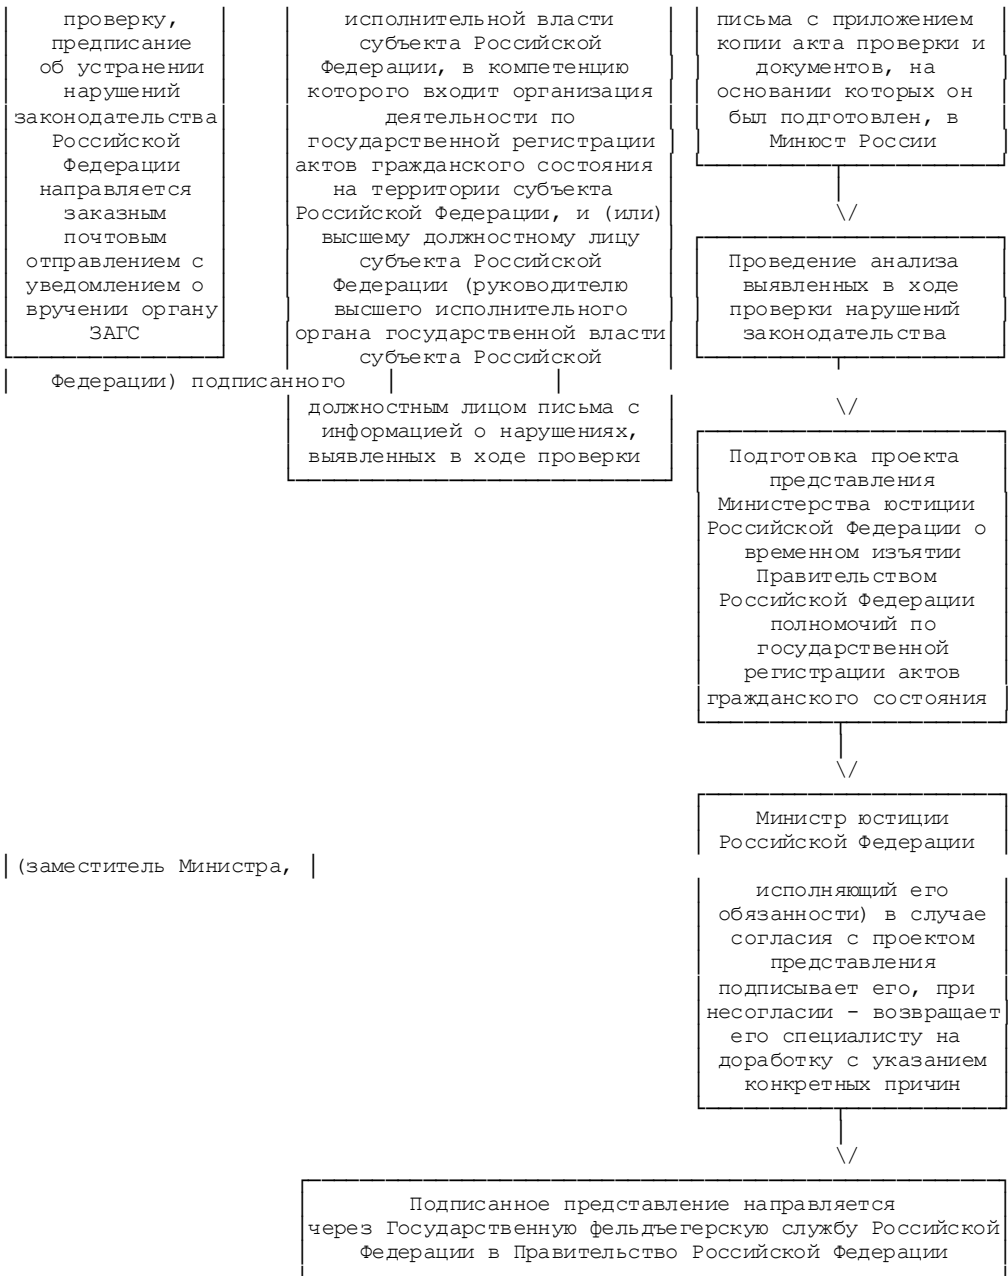 проверку,
предписание
об устранении
нарушений
законодательства
Российской
Федерации
направляется
заказным
почтовым
отправлением с
уведомлением о
вручении органу
ЗАГС
исполнительной власти
субъекта Российской
Федерации, в компетенцию
которого входит организация
деятельности по
государственной регистрации
актов гражданского состояния
на территории субъекта
Российской Федерации, и (или)
высшему должностному лицу
субъекта Российской
Федерации (руководителю
высшего исполнительного
органа государственной власти
субъекта Российской
Федерации) подписанного
должностным лицом письма с
информацией о нарушениях,
выявленных в ходе проверки
письма с приложением
копии акта проверки и
документов, на
основании которых он
был подготовлен, в
Минюст России
Проведение анализа
выявленных в ходе
проверки нарушений
законодательства
Подготовка проекта
представления
Министерства юстиции
Российской Федерации о
временном изъятии
Правительством
Российской Федерации
полномочий по
государственной
регистрации актов
гражданского состояния
Министр юстиции
Российской Федерации
(заместитель Министра,
исполняющий его
обязанности) в случае
согласия с проектом
представления
подписывает его, при
несогласии - возвращает
его специалисту на
доработку с указанием
конкретных причин
Подписанное представление направляется
через Государственную фельдъегерскую службу Российской
Федерации в Правительство Российской Федерации